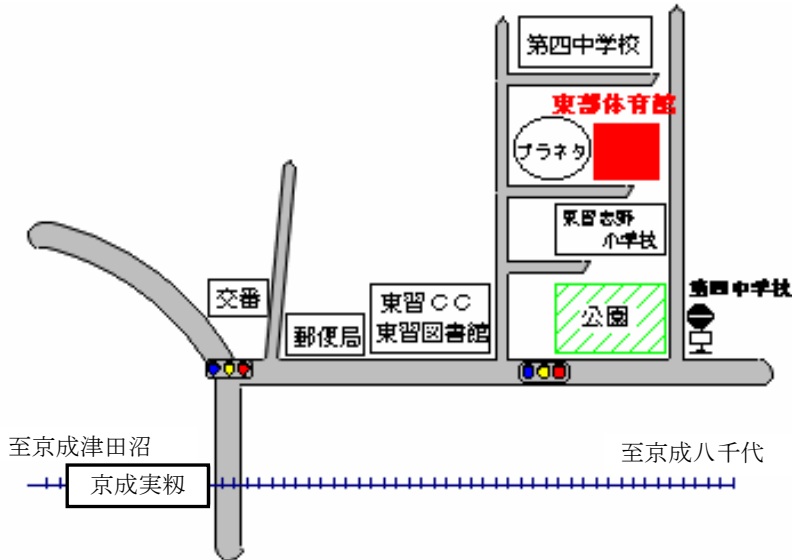 第四中学校
東部体育館
プラネタ
東習志野
小学校
第四中学校
交番
東習ＣＣ
東習図書館
郵便局
公園
至京成津田沼
至京成八千代
京成実籾